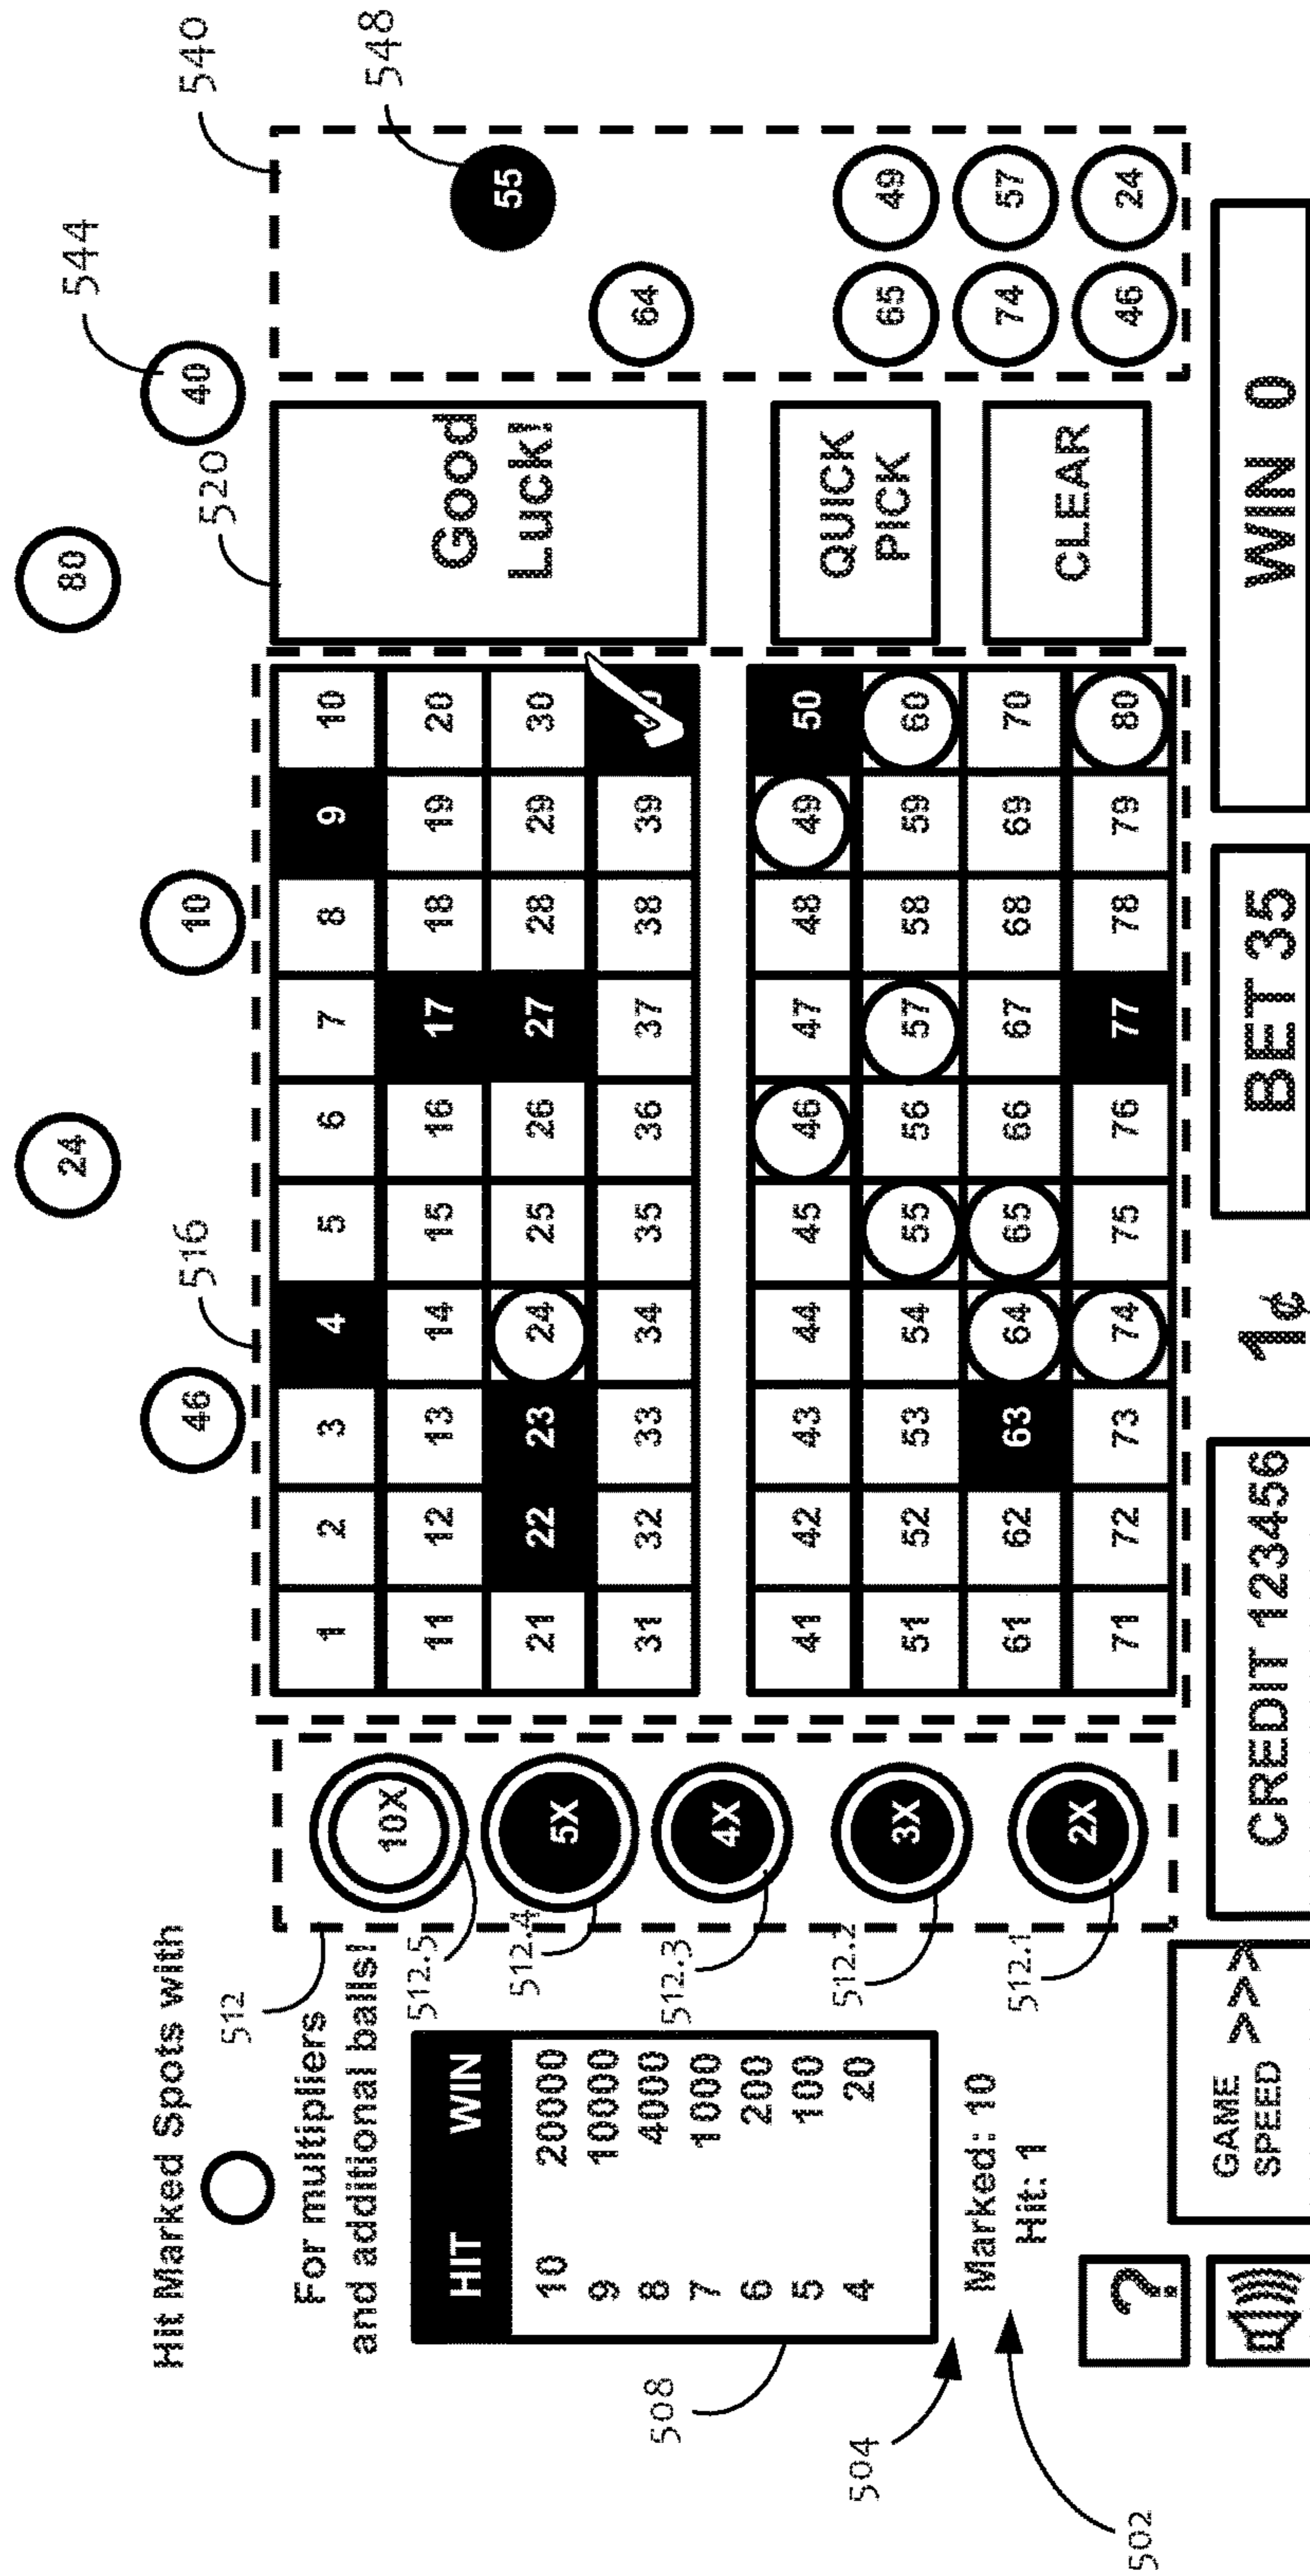 Hit Marked Spots with
For multipliers
and additional balls!
512
516
520
544
540
548
46
24
10
80
40
HIT WIN
10 20000
9 10000
8 4000
7 1000
6 200
5 100
4 20
508
Marked: 10
Hit: 1
504
502
10X
5X
4X
3X
2X
512.5
512.4
512.3
512.2
512.1
1 2 3 4 5 6 7 8 9 10
11 12 13 14 15 16 17 18 19 20
21 22 23 24 25 26 27 28 29 30
31 32 33 34 35 36 37 38 39
41 42 43 44 45 46 47 48 49 50
51 52 53 54 55 56 57 58 59 60
61 62 63 64 65 66 67 68 69 70
71 72 73 74 75 76 77 78 79 80
Good
Luck!
QUICK
PICK
CLEAR
55
64
65 49
74 57
46 24
?
GAME
SPEED >>>
CREDIT 123456
1¢
BET 35
WIN 0